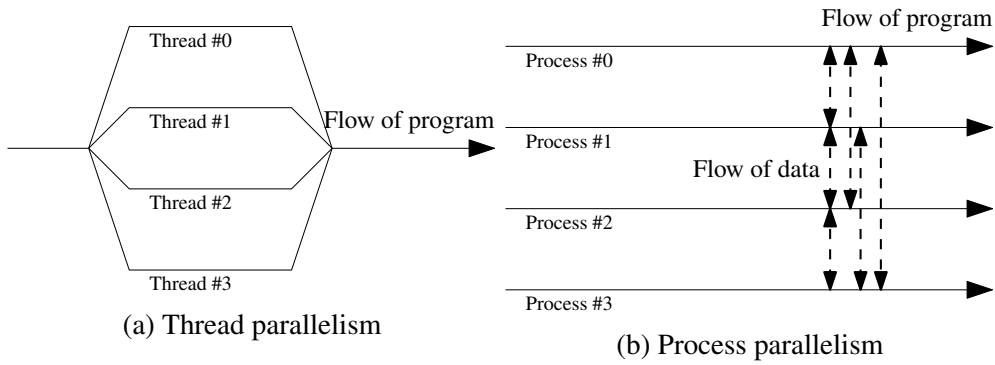 Thread #0
Thread #1
Flow of program
Thread #2
Thread #3
(a) Thread parallelism
Flow of program
Process #0
Process #1
Flow of data
Process #2
Process #3
(b) Process parallelism